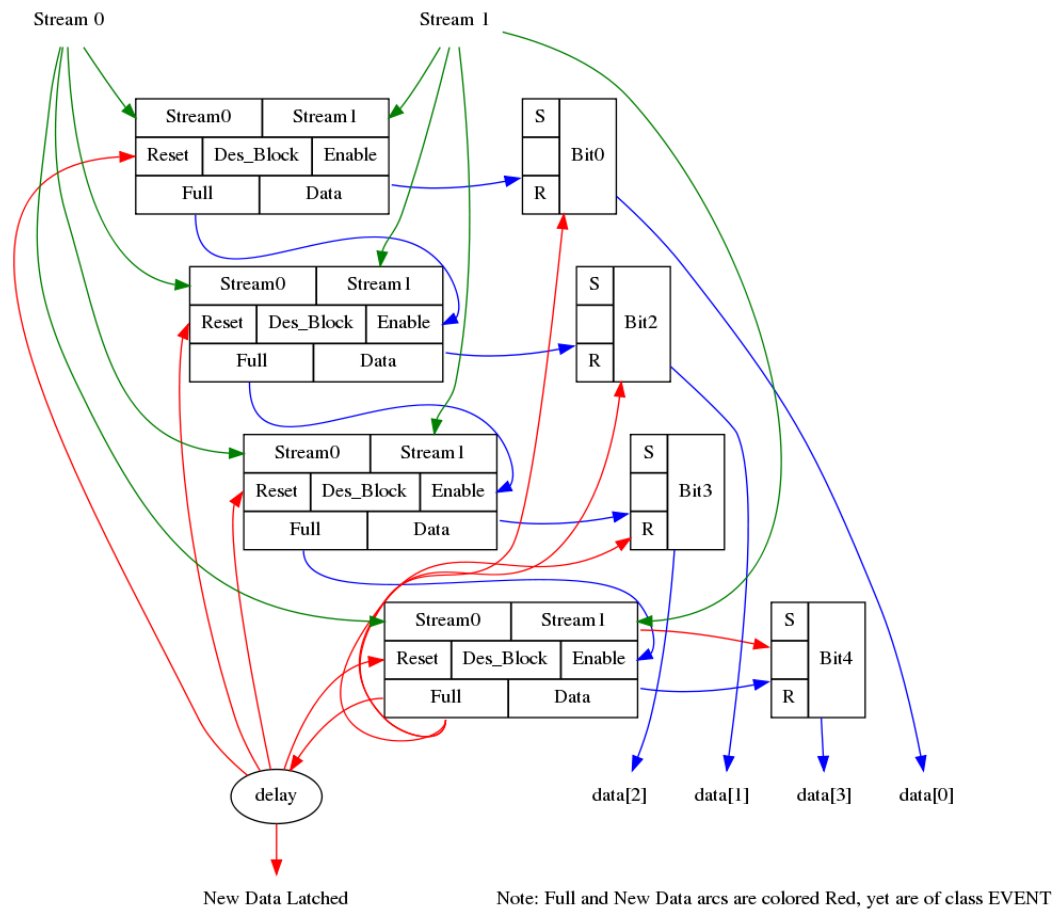 Stream 0 Stream 1
Stream0 Stream1
S
Reset Des_Block Enable
Bit0
Full Data
R
Stream0 Stream1
S
Reset Des_Block Enable
Bit2
Full Data
R
Stream0 Stream1
S
Reset Des_Block Enable
Bit3
Full Data
R
Stream0 Stream1
S
Reset Des_Block Enable
Bit4
Full Data
R
delay
data[2] data[1] data[3] data[0]
New Data Latched
Note: Full and New Data arcs are colored Red, yet are of class EVENT